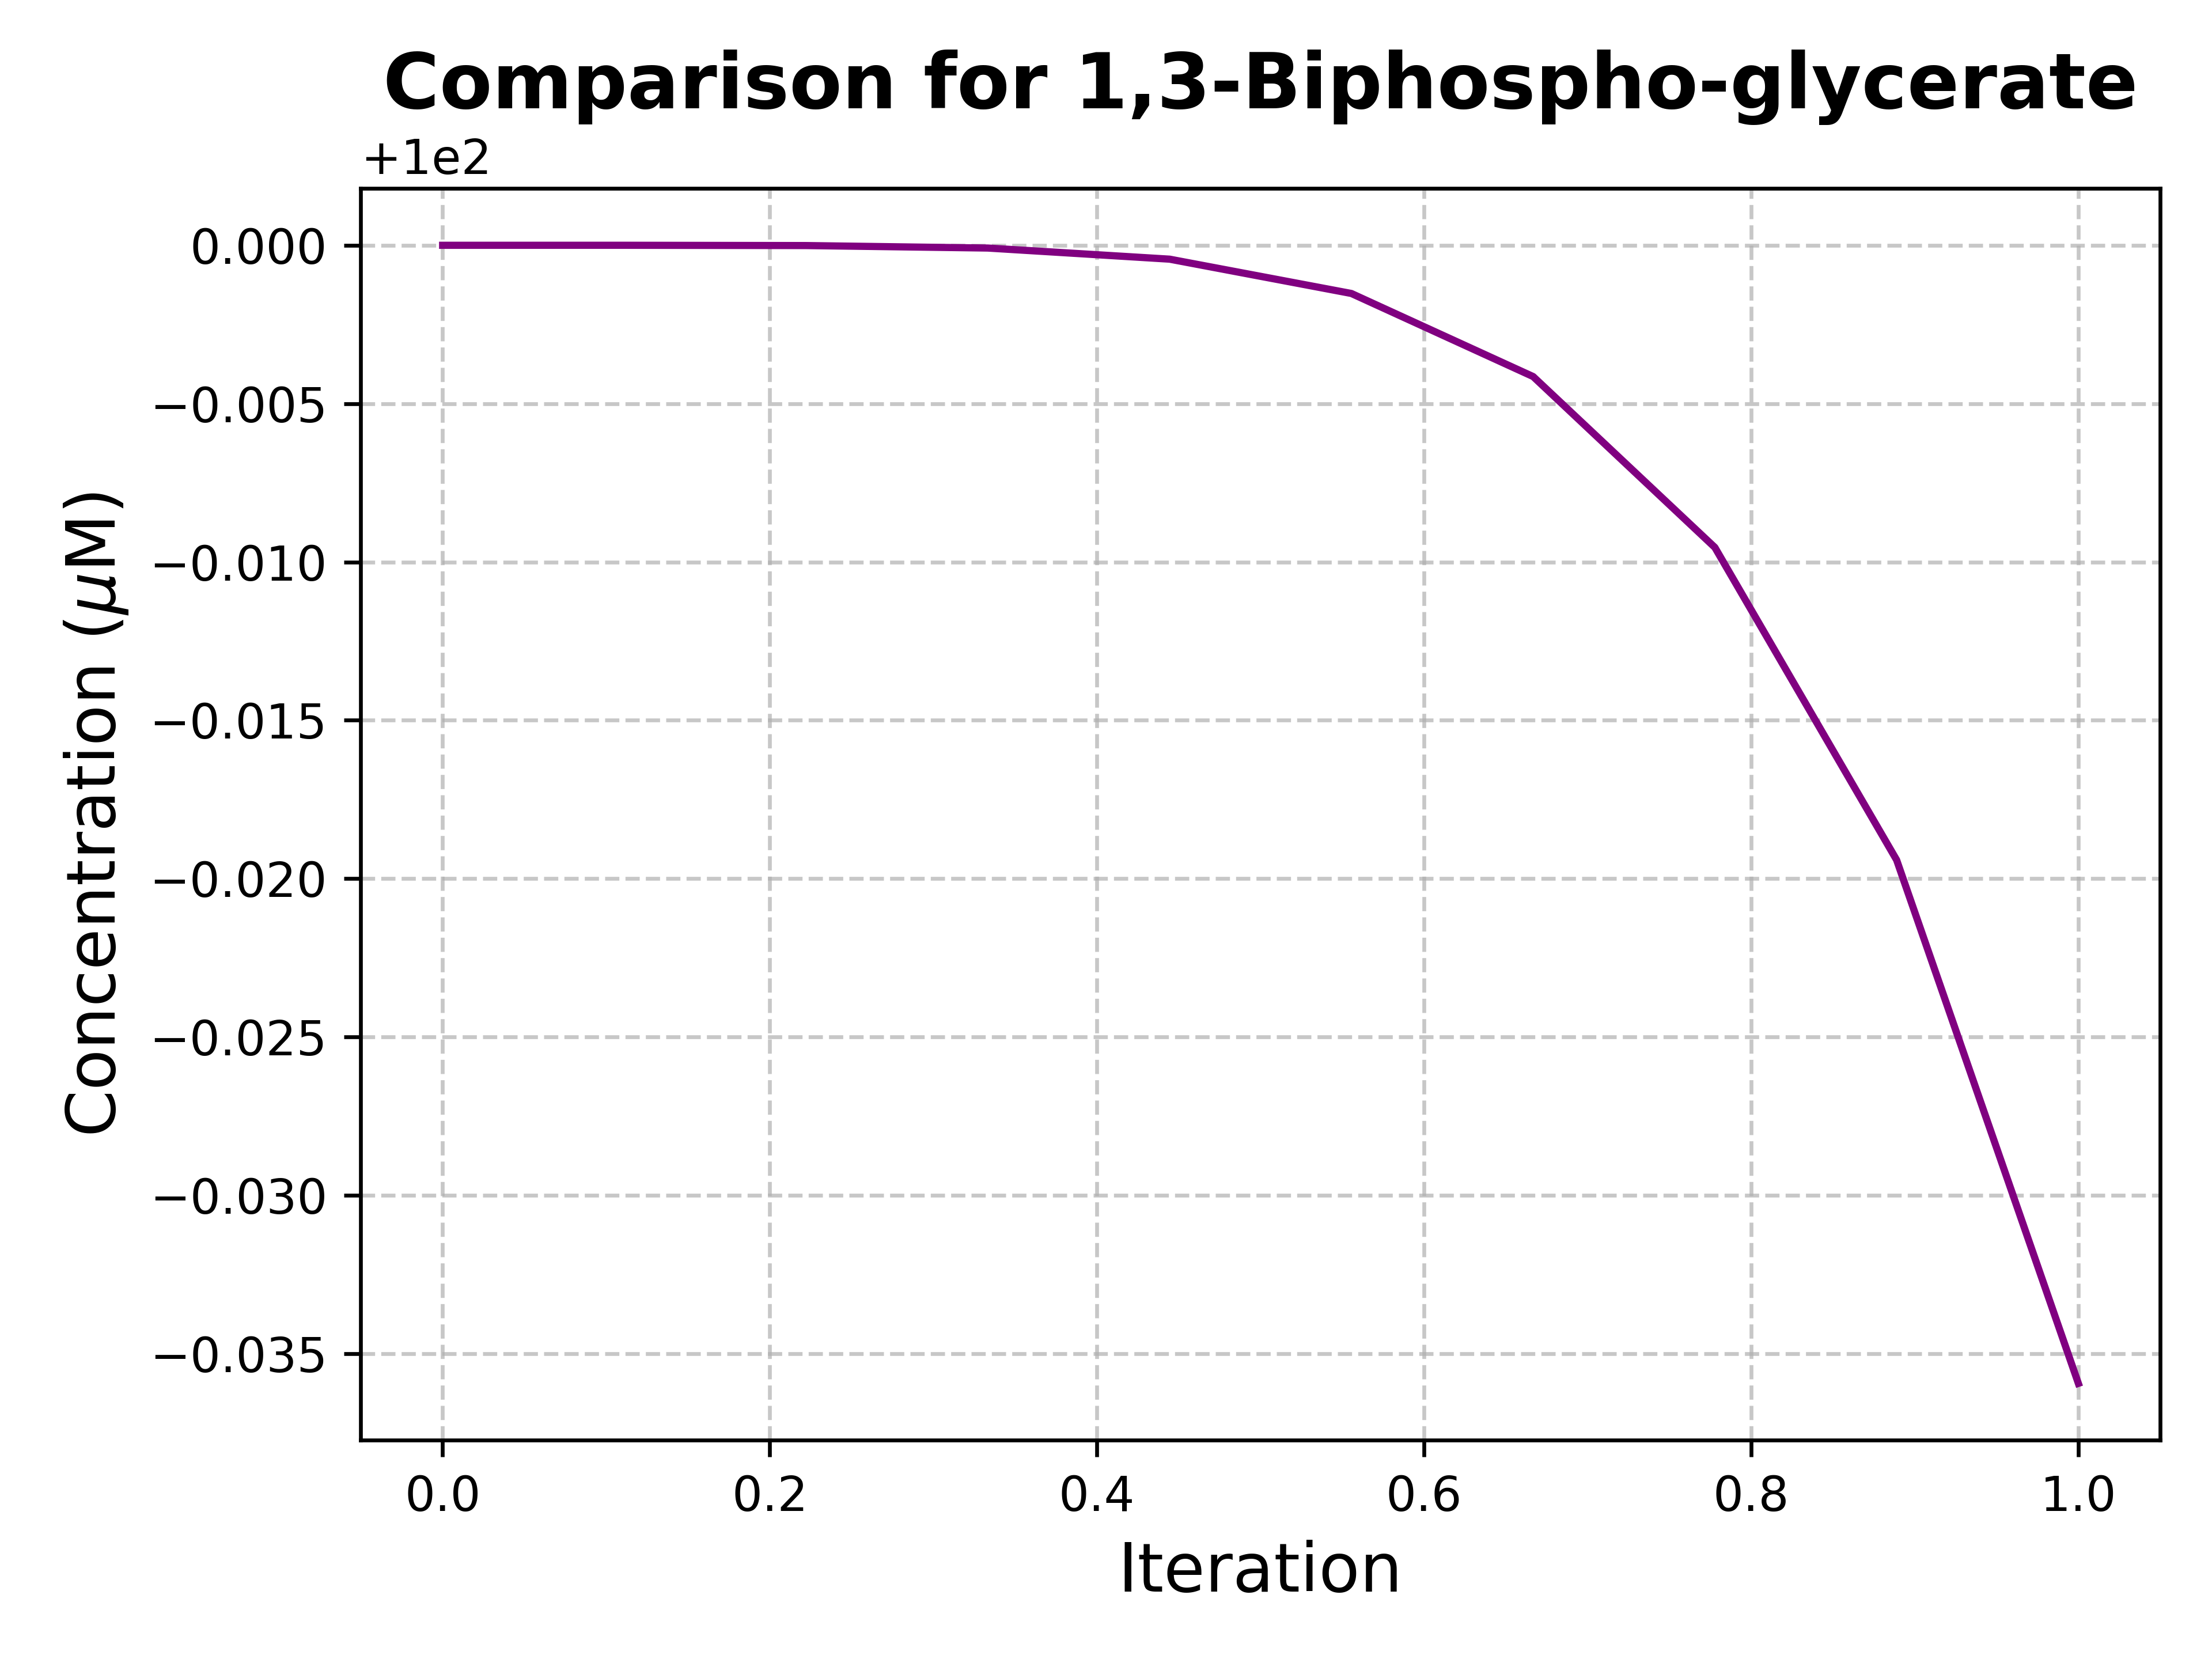 Comparison for 1,3-Biphospho-glycerate
+1e2
0.000
−0.005
−0.010
−0.015
−0.020
−0.025
−0.030
−0.035
Concentration (μM)
0.0 0.2 0.4 0.6 0.8 1.0
Iteration